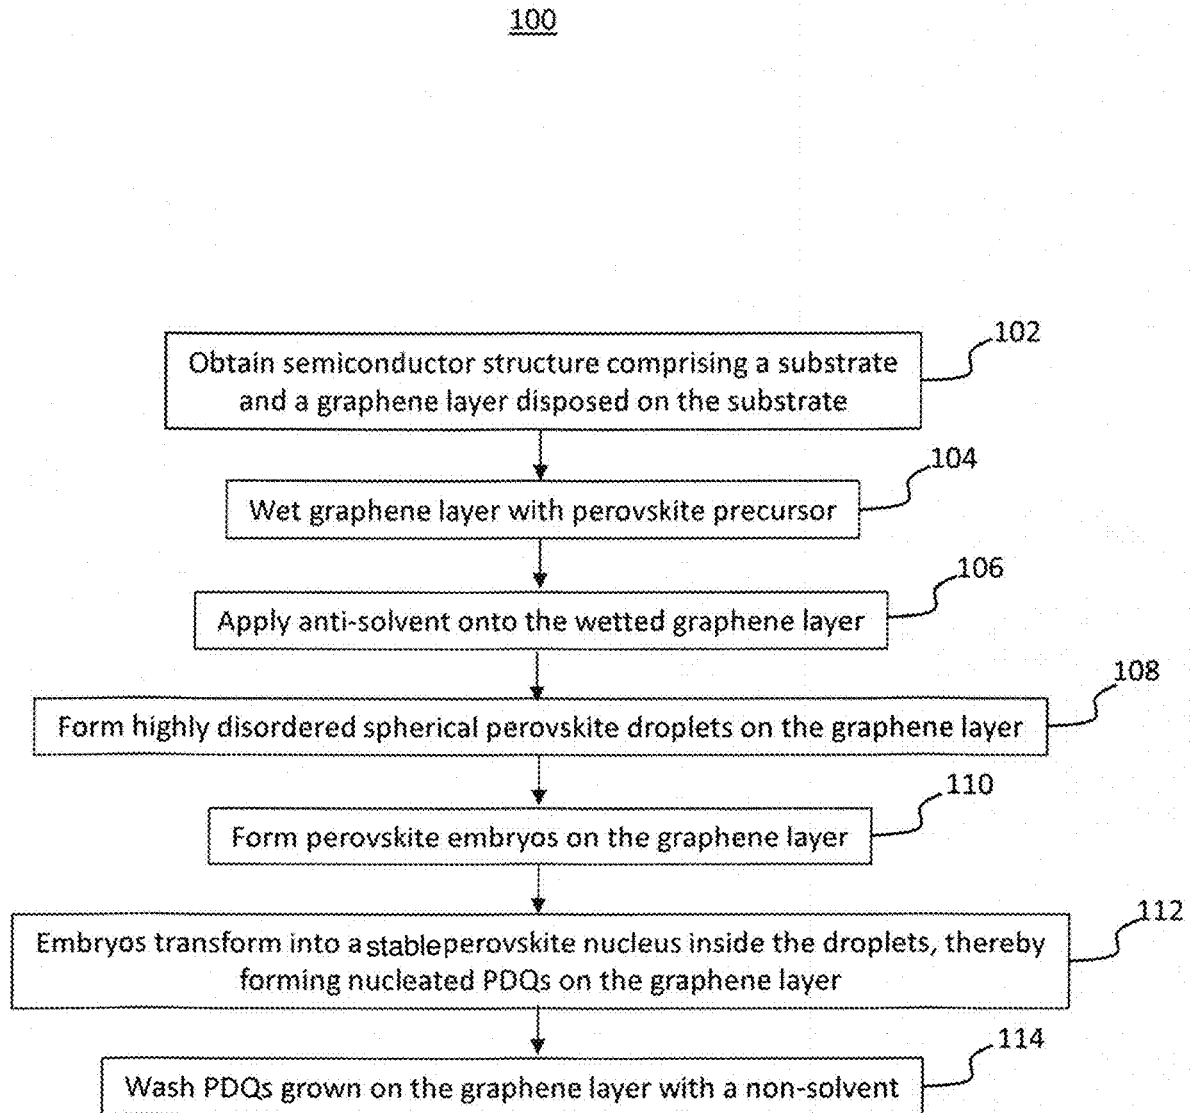 100
102
Obtain semiconductor structure comprising a substrate
and a graphene layer disposed on the substrate
104
Wet graphene layer with perovskite precursor
106
Apply anti-solvent onto the wetted graphene layer
108
Form highly disordered spherical perovskite droplets on the graphene layer
110
Form perovskite embryos on the graphene layer
112
Embryos transform into a stable perovskite nucleus inside the droplets, thereby
forming nucleated PDQs on the graphene layer
114
Wash PDQs grown on the graphene layer with a non-solvent